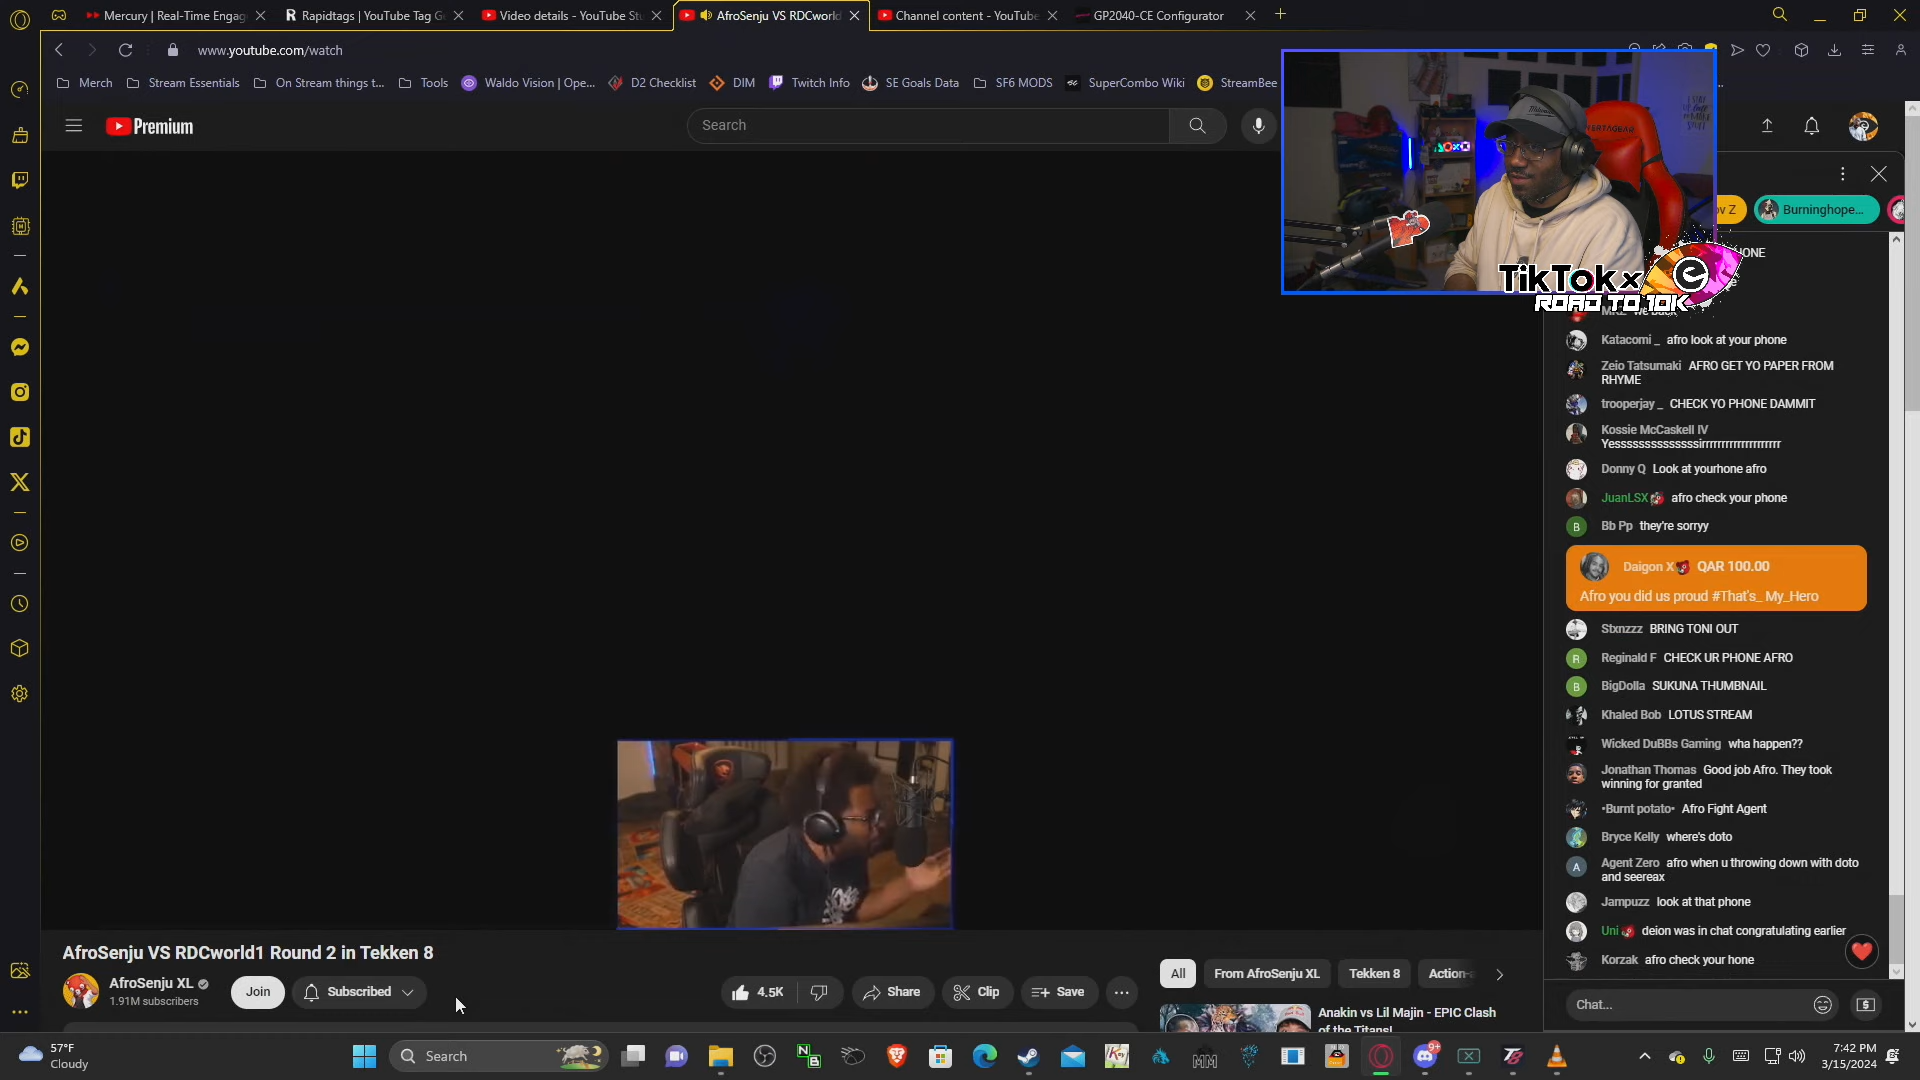 Mercury | Real-Time Engag
Rapidtags | YouTube Tag G
Video details - YouTube St
AfroSenju VS RDCworld
Channel content - YouTube
GP2040-CE Configurator
www.youtube.com/watch
Merch
Stream Essentials
On Stream things t...
Tools
Waldo Vision | Ope...
D2 Checklist
DIM
Twitch Info
SE Goals Data
SF6 MODS
SuperCombo Wiki
StreamBee
Premium
Search
ov Z
Burninghope...
TikTok x
ROAD TO 10K
Katacomi _ afro look at your phone
Zeio Tatsumaki AFRO GET YO PAPER FROM
RHYME
trooperjay _ CHECK YO PHONE DAMMIT
Kossie McCaskell IV
Yesssssssssssssirrrrrrrrrrrrrrrrrrr
Donny Q Look at yourhone afro
JuanLSX afro check your phone
Bb Pp they're sorryy
Daigon X QAR 100.00
Afro you did us proud #That's_ My_Hero
Stxnzzz BRING TONI OUT
Reginald F CHECK UR PHONE AFRO
BigDolla SUKUNA THUMBNAIL
Khaled Bob LOTUS STREAM
Wicked DuBBs Gaming wha happen??
Jonathan Thomas Good job Afro. They took
winning for granted
•Burnt potato• Afro Fight Agent
Bryce Kelly where's doto
Agent Zero afro when u throwing down with doto
and seereax
Jampuzz look at that phone
Uni deion was in chat congratulating earlier
Korzak afro check your hone
Chat...
AfroSenju VS RDCworld1 Round 2 in Tekken 8
AfroSenju XL
1.91M subscribers
Join
Subscribed
4.5K
Share
Clip
Save
All
From AfroSenju XL
Tekken 8
Action-
Anakin vs Lil Majin - EPIC Clash
of the Titans!
57°F
Cloudy
Search
9+
7:42 PM
3/15/2024